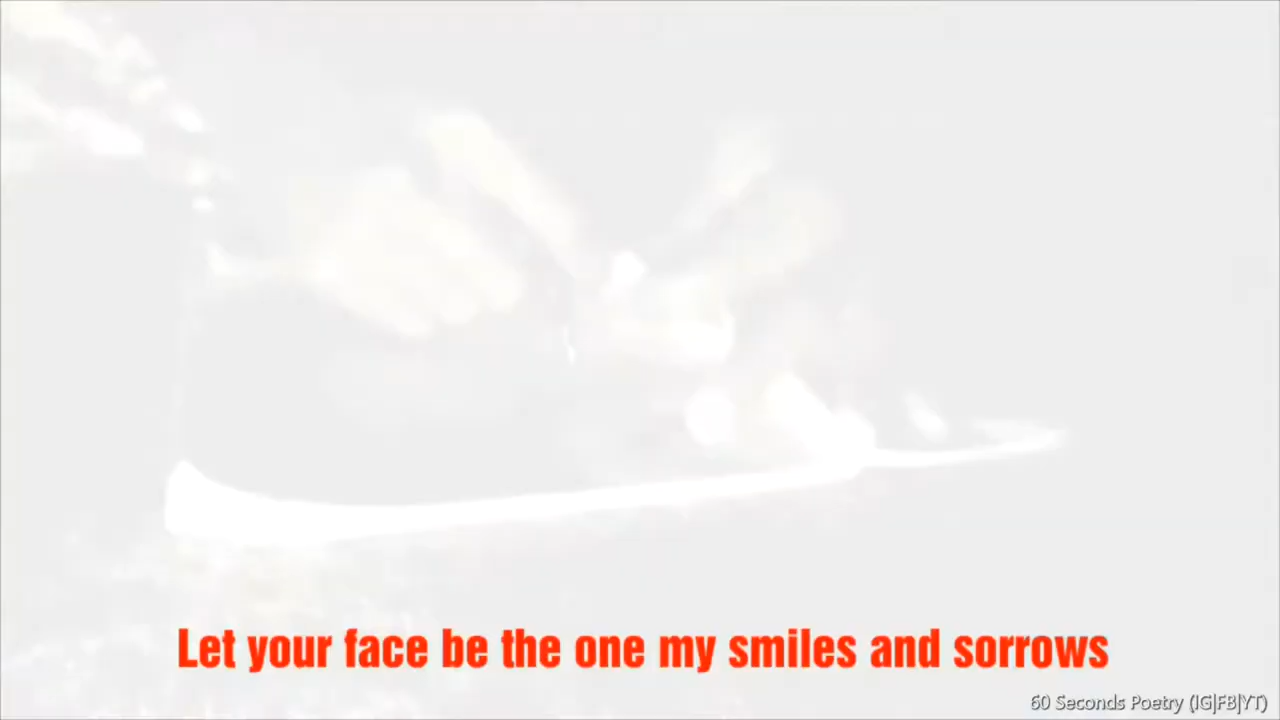 Let your face be the one my smiles and sorrows
60 Seconds Poetry (IG|FB|YT)